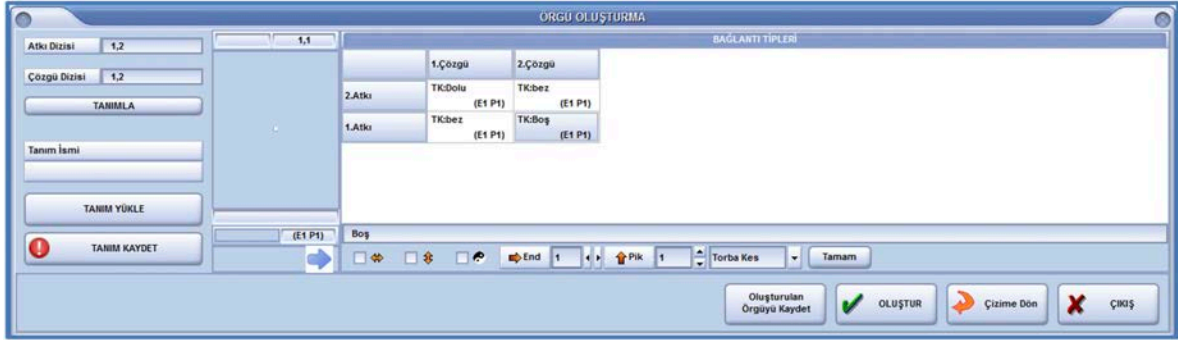 ÖRGÜ OLUŞTURMA
Atkı Dizisi 1,2
1,1
BAĞLANTI TİPLERİ
1.Çözgü 2.Çözgü
Çözgü Dizisi 1,2
2.Atkı TK:Dolu (E1 P1) TK:bez (E1 P1)
TANIMLA
1.Atkı TK:bez (E1 P1) TK:Boş (E1 P1)
Tanım İsmi
TANIM YÜKLE
(E1 P1) Boş
TANIM KAYDET
End 1 Pik 1 Torba Kes Tamam
Oluşturulan
Örgüyü Kaydet
OLUŞTUR
Çizime Dön
ÇIKIŞ